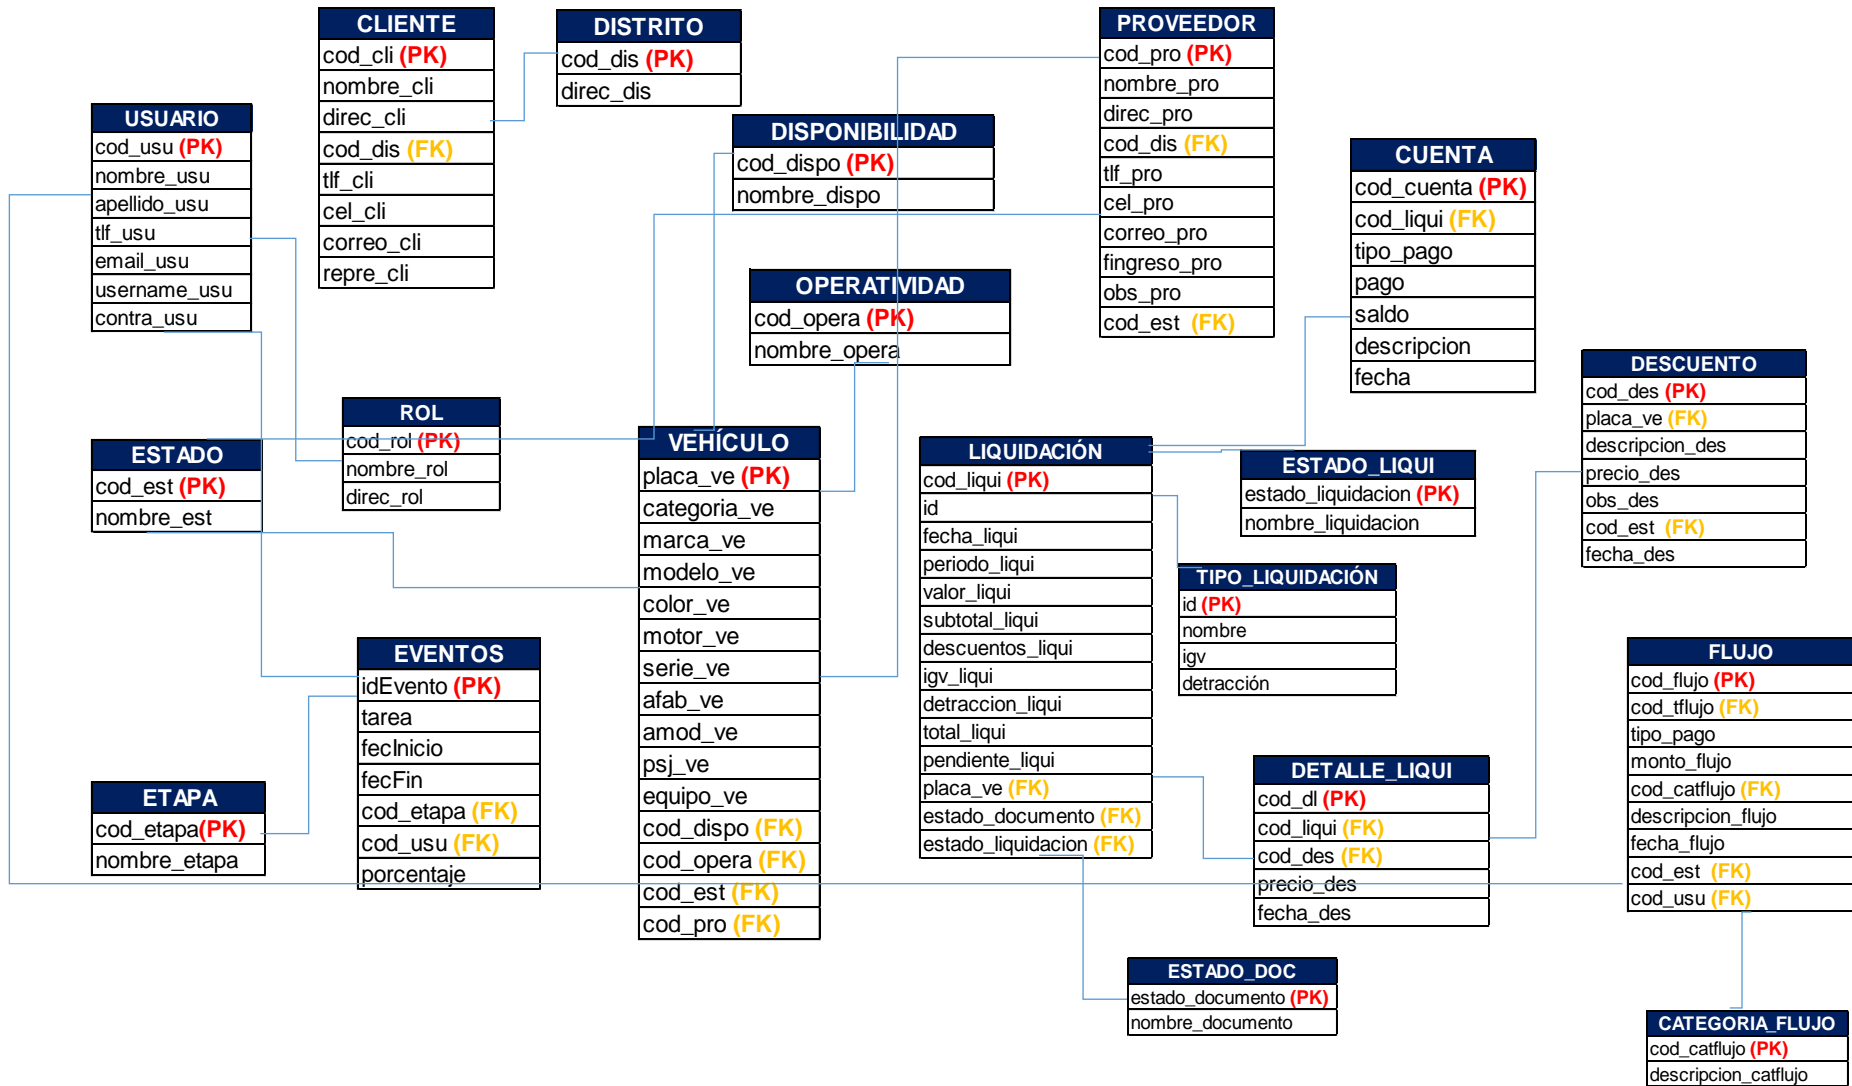 CLIENTE
cod_cli (PK)
nombre_cli
direc_cli
cod_dis (FK)
tlf_cli
cel_cli
correo_cli
repre_cli
DISTRITO
cod_dis (PK)
direc_dis
PROVEEDOR
cod_pro (PK)
nombre_pro
direc_pro
cod_dis (FK)
tlf_pro
cel_pro
correo_pro
fingreso_pro
obs_pro
cod_est (FK)
USUARIO
cod_usu (PK)
nombre_usu
apellido_usu
tlf_usu
email_usu
username_usu
contra_usu
DISPONIBILIDAD
cod_dispo (PK)
nombre_dispo
CUENTA
cod_cuenta (PK)
cod_liqui (FK)
tipo_pago
pago
saldo
descripcion
fecha
OPERATIVIDAD
cod_opera (PK)
nombre_opera
DESCUENTO
cod_des (PK)
placa_ve (FK)
descripcion_des
precio_des
obs_des
cod_est (FK)
fecha_des
ROL
cod_rol (PK)
nombre_rol
direc_rol
ESTADO
cod_est (PK)
nombre_est
VEHÍCULO
placa_ve (PK)
categoria_ve
marca_ve
modelo_ve
color_ve
motor_ve
serie_ve
afab_ve
amod_ve
psj_ve
equipo_ve
cod_dispo (FK)
cod_opera (FK)
cod_est (FK)
cod_pro (FK)
LIQUIDACIÓN
cod_liqui (PK)
id
fecha_liqui
periodo_liqui
valor_liqui
subtotal_liqui
descuentos_liqui
igv_liqui
detraccion_liqui
total_liqui
pendiente_liqui
placa_ve (FK)
estado_documento (FK)
estado_liquidacion (FK)
ESTADO_LIQUI
estado_liquidacion (PK)
nombre_liquidacion
TIPO_LIQUIDACIÓN
id (PK)
nombre
igv
detracción
EVENTOS
idEvento (PK)
tarea
fecInicio
fecFin
cod_etapa (FK)
cod_usu (FK)
porcentaje
FLUJO
cod_flujo (PK)
cod_tflujo (FK)
tipo_pago
monto_flujo
cod_catflujo (FK)
descripcion_flujo
fecha_flujo
cod_est (FK)
cod_usu (FK)
ETAPA
cod_etapa(PK)
nombre_etapa
DETALLE_LIQUI
cod_dl (PK)
cod_liqui (FK)
cod_des (FK)
precio_des
fecha_des
ESTADO_DOC
estado_documento (PK)
nombre_documento
CATEGORIA_FLUJO
cod_catflujo (PK)
descripcion_catflujo